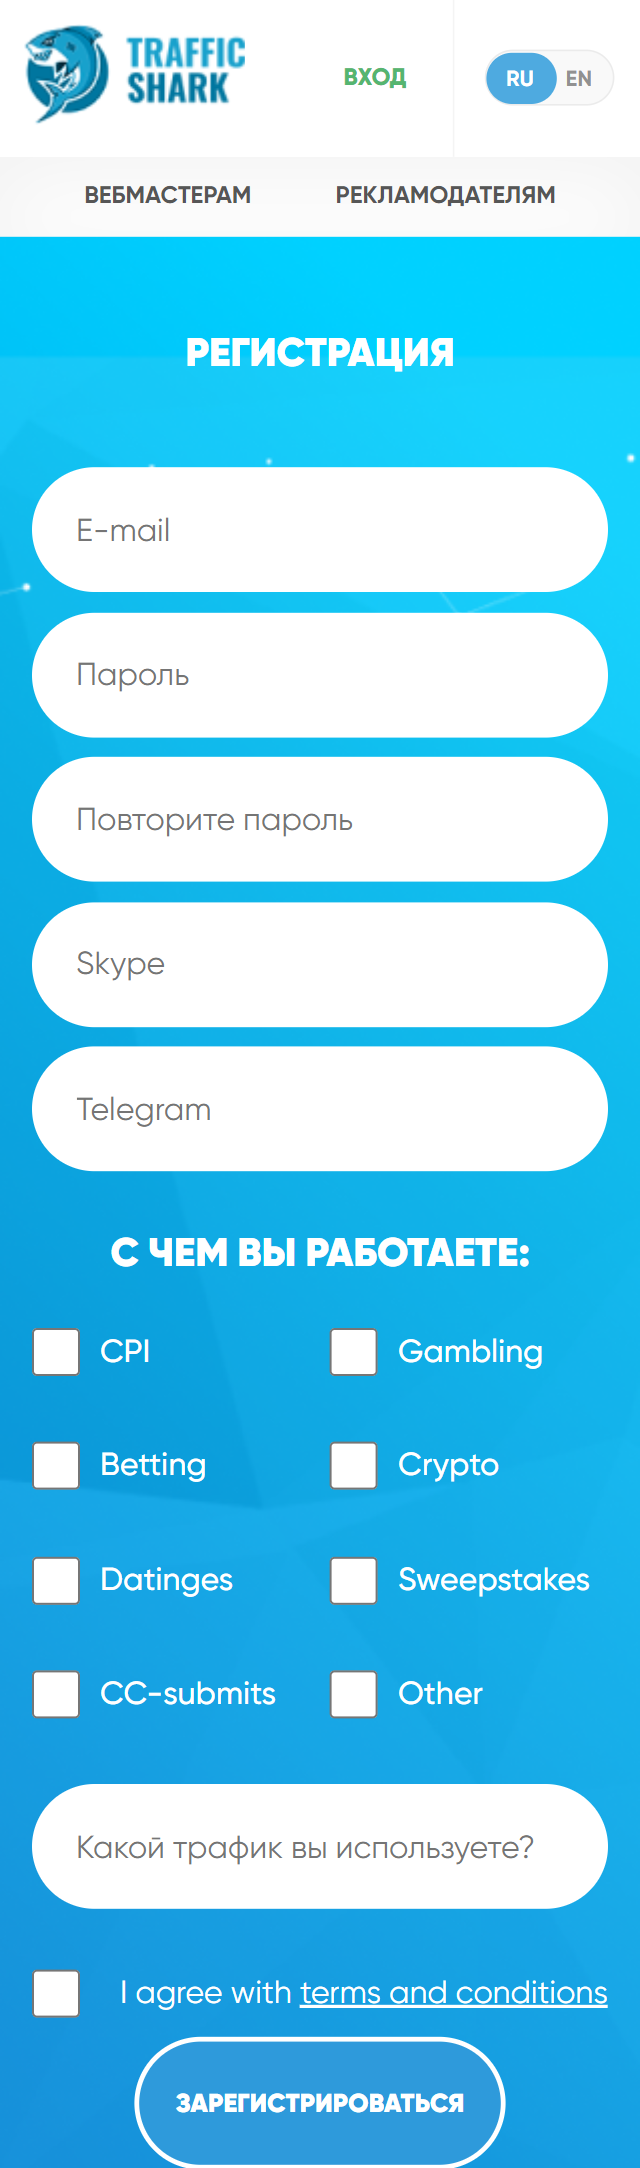 TRAFFIC
SHARK
ВХОД
RU EN
ВЕБМАСТЕРАМ РЕКЛАМОДАТЕЛЯМ
РЕГИСТРАЦИЯ
E-mail
Пароль
Повторите пароль
Skype
Telegram
С ЧЕМ ВЫ РАБОТАЕТЕ:
CPI Gambling
Betting Crypto
Datinges Sweepstakes
CC-submits Other
Какой трафик вы используете?
I agree with terms and conditions
ЗАРЕГИСТРИРОВАТЬСЯ